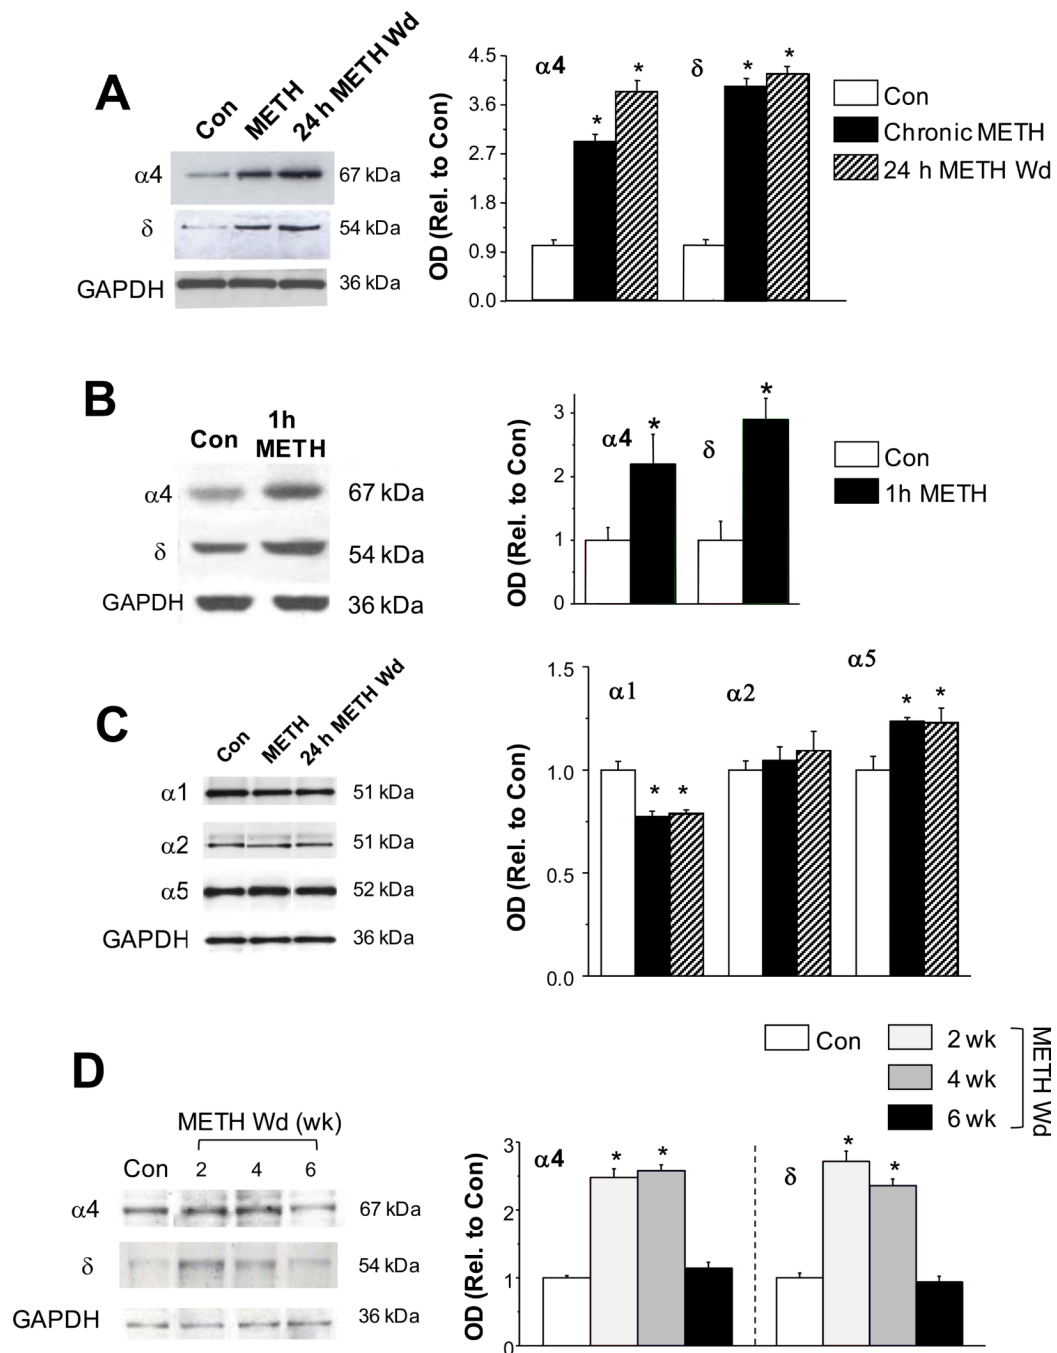 A
Con
METH
24 h METH Wd
α4
67 kDa
δ
54 kDa
GAPDH
36 kDa
OD (Rel. to Con)
4.5
3.6
2.7
1.8
0.9
0.0
α4
*
*
δ
*
*
Con
Chronic METH
24 h METH Wd
B
Con
1h METH
α4
67 kDa
δ
54 kDa
GAPDH
36 kDa
OD (Rel. to Con)
3
2
1
0
α4
*
δ
*
Con
1h METH
C
Con
METH
24 h METH Wd
α1
51 kDa
α2
51 kDa
α5
52 kDa
GAPDH
36 kDa
OD (Rel. to Con)
1.5
1.0
0.5
0.0
α1
*
*
α2
α5
*
*
D
METH Wd (wk)
Con
2
4
6
α4
67 kDa
δ
54 kDa
GAPDH
36 kDa
Con
2 wk
4 wk
6 wk
METH Wd
OD (Rel. to Con)
3
2
1
0
α4
*
*
δ
*
*